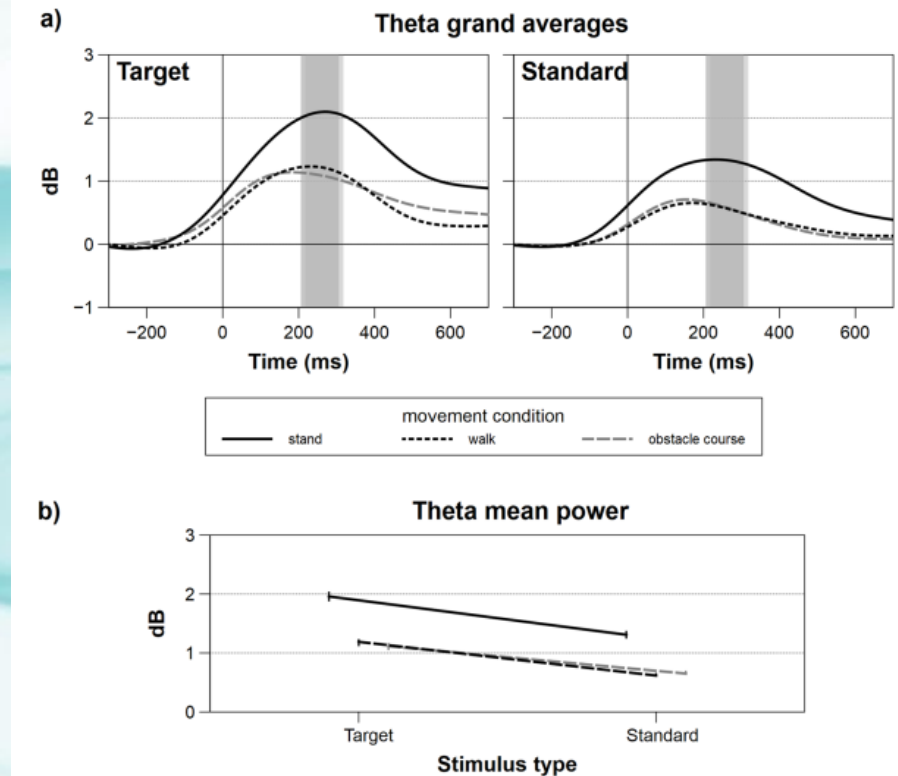 a)
Theta grand averages
Target
Standard
3
2
1
0
−1
dB
−200 0 200 400 600
−200 0 200 400 600
Time (ms)
Time (ms)
movement condition
stand walk obstacle course
b)
Theta mean power
3
2
1
0
dB
Target Standard
Stimulus type